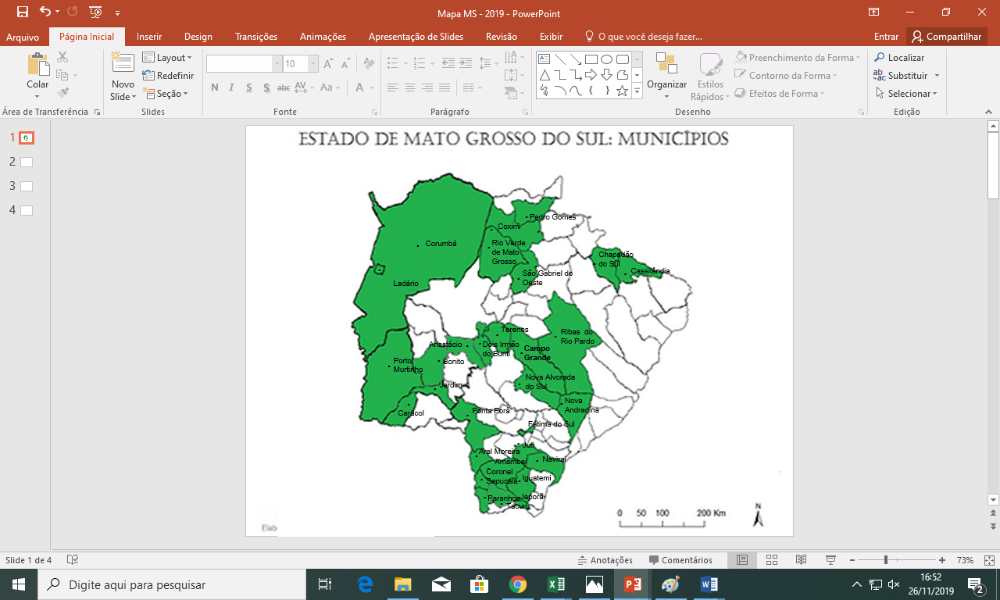 Mapa MS - 2019 - PowerPoint
Arquivo
Página Inicial
Inserir
Design
Transições
Animações
Apresentação de Slides
Revisão
Exibir
O que você deseja fazer...
Entrar
Compartilhar
Colar
Novo
Slide
Layout
Redefinir
Seção
10
N
I
S
S
abc
AV
Aa
A
Organizar
Estilos
Rápidos
Preenchimento da Forma
Contorno da Forma
Efeitos de Forma
Localizar
Substituir
Selecionar
Área de Transferência
Slides
Fonte
Parágrafo
Desenho
Edição
1
2
3
4
ESTADO DE MATO GROSSO DO SUL: MUNICÍPIOS
Pedro Gomes
Coxim
Corumbá
Rio Verde
de Mato
Grosso
Chapadão
do Sul
Cassilândia
São Gabriel do
Oeste
Ladário
Terenos
Ribas do
Rio Pardo
Anastácio
Dois Irmão
do Buriti
Campo
Grande
Porto
Murtinho
Bonito
Nova Alvorada
do Sul
Jardim
Nova
Andradina
Caracol
Ponta Porã
Fátima do Sul
Juti
Aral Moreira
Amambai
Naviraí
Coronel
Sapucaia
Iguatemi
Paranhos
Japorã
Tacuru
0 50 100 200 Km
N
Elab
Slide 1 de 4
Anotações
Comentários
73%
Digite aqui para pesquisar
16:52
26/11/2019
2